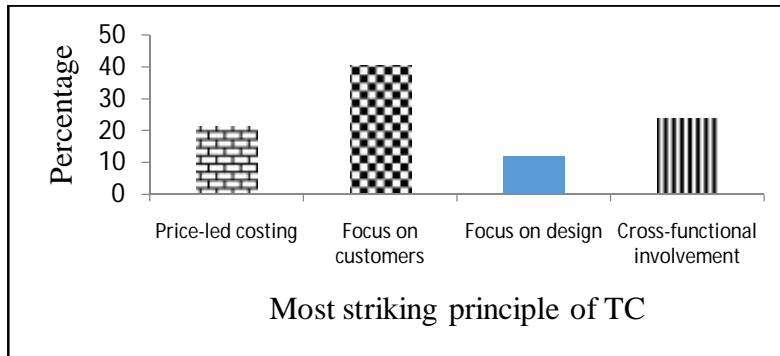 50
40
30
20
10
0
Percentage
Price-led costing
Focus on
customers
Focus on design
Cross-functional
involvement
Most striking principle of TC